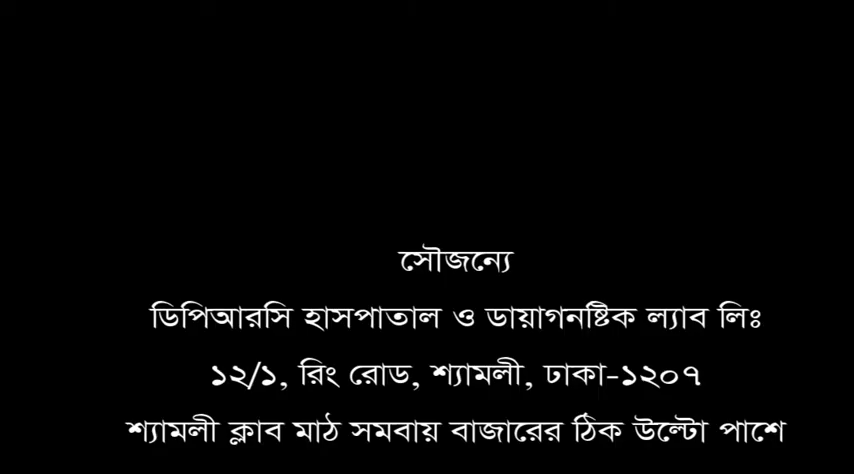 সৌজন্যে
ডিপিআরসি হাসপাতাল ও ডায়াগনষ্টিক ল্যাব লিঃ
১২/১, রিং রোড, শ্যামলী, ঢাকা-১২০৭
শ্যামলী ক্লাব মাঠ সমবায় বাজারের ঠিক উল্টো পাশে